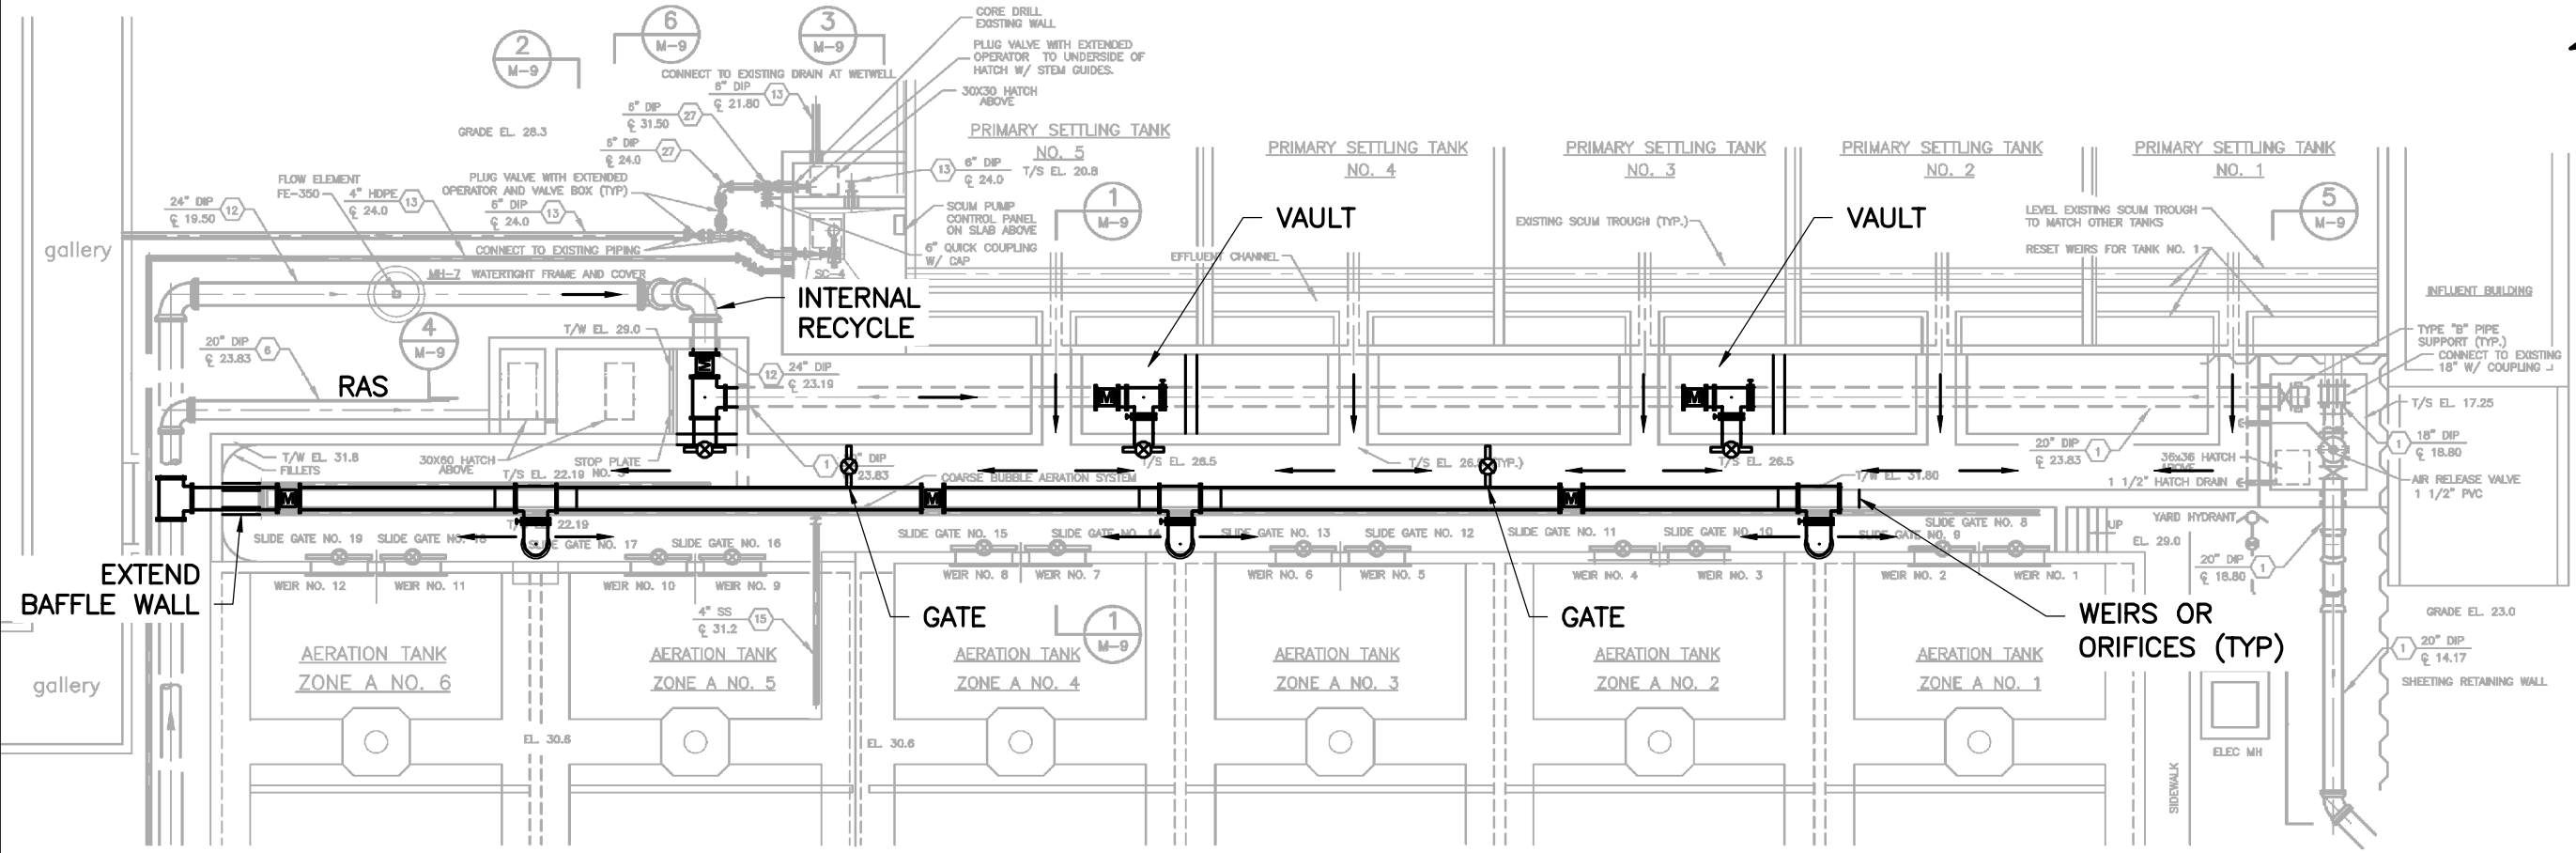 2
M-9
6
M-9
3
M-9
CORE DRILL
EXISTING WALL
PLUG VALVE WITH EXTENDED
OPERATOR TO UNDERSIDE OF
HATCH W/ STEM GUIDES.
CONNECT TO EXISTING DRAIN AT WETWELL
30X30 HATCH
ABOVE
13
21.80
6" DIP
27
31.50
GRADE EL. 28.3
27
24.0
PRIMARY SETTLING TANK
NO. 5
T/S EL. 20.8
PRIMARY SETTLING TANK
NO. 4
PRIMARY SETTLING TANK
NO. 3
PRIMARY SETTLING TANK
NO. 2
PRIMARY SETTLING TANK
NO. 1
13
6" DIP
24.0
FLOW ELEMENT
FE-350
4" HDPE
13
24.0
PLUG VALVE WITH EXTENDED
OPERATOR AND VALVE BOX (TYP)
13
24.0
24" DIP
12
19.50
SCUM PUMP
CONTROL PANEL
ON SLAB ABOVE
1
M-9
VAULT
EXISTING SCUM TROUGH (TYP.)
VAULT
LEVEL EXISTING SCUM TROUGH
TO MATCH OTHER TANKS
5
M-9
gallery
CONNECT TO EXISTING PIPING
6" QUICK COUPLING
W/ CAP
EFFLUENT CHANNEL
RESET WEIRS FOR TANK NO. 1
MH-7 WATERTIGHT FRAME AND COVER
SC-4
INTERNAL
RECYCLE
INFLUENT BUILDING
4
M-9
T/W EL. 29.0
20" DIP
6
23.83
TYPE "B" PIPE
SUPPORT (TYP.)
CONNECT TO EXISTING
18" W/ COUPLING
RAS
M
12
24" DIP
23.19
M
M
T/S EL. 17.25
T/W EL. 31.8
FILLETS
30X60 HATCH
ABOVE
STOP PLATE
T/S EL. 22.19
1
DIP
23.83
T/S EL. 26.5
T/S EL. 26.
TYP.)
T/S EL. 26.5
20" DIP
1
23.83
1
18" DIP
18.80
36x36 HATCH
1 1/2" HATCH DRAIN
AIR RELEASE VALVE
1 1/2" PVC
COARSE BUBBLE AERATION SYSTEM
T/W EL. 31.80
M
M
M
22.19
SLIDE GATE NO. 19
SLIDE GATE NO. 17
SLIDE GATE NO. 16
SLIDE GATE NO. 15
SLIDE GATE NO. 13
SLIDE GATE NO. 12
SLIDE GATE NO. 11
SLIDE GATE NO. 8
UP
YARD HYDRANT
EL. 29.0
20" DIP
1
18.80
WEIR NO. 12
WEIR NO. 11
WEIR NO. 10
WEIR NO. 9
WEIR NO. 8
WEIR NO. 7
WEIR NO. 6
WEIR NO. 5
WEIR NO. 4
WEIR NO. 3
WEIR NO. 2
WEIR NO. 1
EXTEND
BAFFLE WALL
4" SS
15
31.2
GATE
1
M-9
GATE
WEIRS OR
ORIFICES (TYP)
GRADE EL. 23.0
1
20" DIP
14.17
SHEETING RETAINING WALL
gallery
AERATION TANK
ZONE A NO. 6
AERATION TANK
ZONE A NO. 5
AERATION TANK
ZONE A NO. 4
AERATION TANK
ZONE A NO. 3
AERATION TANK
ZONE A NO. 2
AERATION TANK
ZONE A NO. 1
EL. 30.6
EL. 30.6
ELEC MH
SIDEWALK